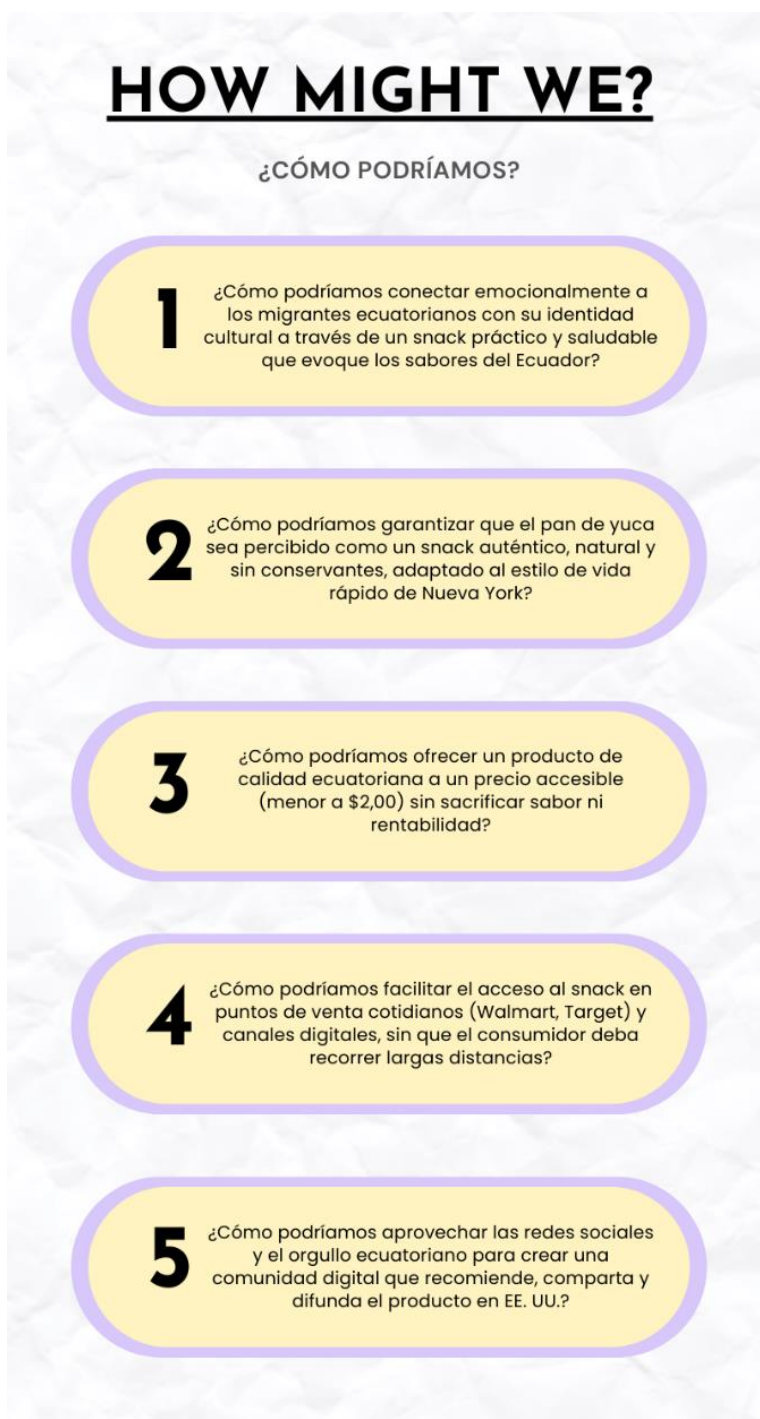 HOW MIGHT WE?
¿CÓMO PODRÍAMOS?
1
¿Cómo podríamos conectar emocionalmente a
los migrantes ecuatorianos con su identidad
cultural a través de un snack práctico y saludable
que evoque los sabores del Ecuador?
2
¿Cómo podríamos garantizar que el pan de yuca
sea percibido como un snack auténtico, natural y
sin conservantes, adaptado al estilo de vida
rápido de Nueva York?
3
¿Cómo podríamos ofrecer un producto de
calidad ecuatoriana a un precio accesible
(menor a $2,00) sin sacrificar sabor ni
rentabilidad?
4
¿Cómo podríamos facilitar el acceso al snack en
puntos de venta cotidianos (Walmart, Target) y
canales digitales, sin que el consumidor deba
recorrer largas distancias?
5
¿Cómo podríamos aprovechar las redes sociales
y el orgullo ecuatoriano para crear una
comunidad digital que recomiende, comparta y
difunda el producto en EE. UU.?